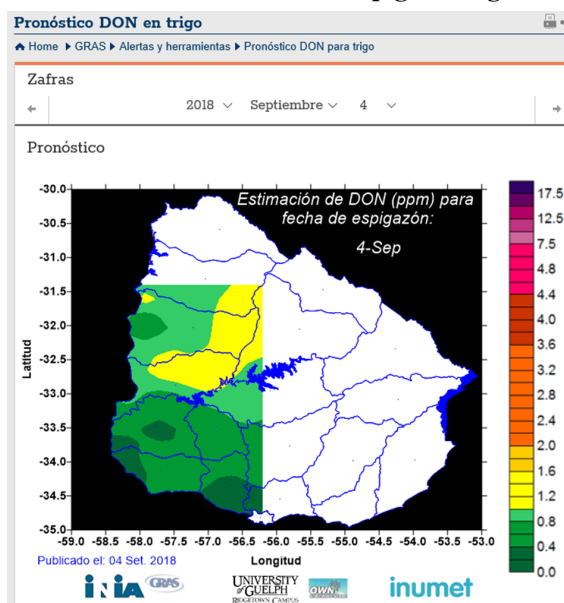 Pronóstico DON en trigo
Home GRAS Alertas y herramientas Pronóstico DON para trigo
Zafras
2018 Septiembre 4
Pronóstico
Estimación de DON (ppm) para
fecha de espigazón:
4-Sep
-30.0
-30.5
-31.0
-31.5
-32.0
-32.5
-33.0
-33.5
-34.0
-34.5
-35.0
Latitud
-59.0 -58.5 -58.0 -57.5 -57.0 -56.5 -56.0 -55.5 -55.0 -54.5 -54.0 -53.5 -53.0
Longitud
17.5
12.5
7.5
4.8
4.4
4.0
3.6
3.2
2.8
2.4
2.0
1.6
1.2
0.8
0.4
0.0
Publicado el: 04 Set. 2018
INIA GRAS
UNIVERSITY
of GUELPH
RIDGETOWN CAMPUS
inumet